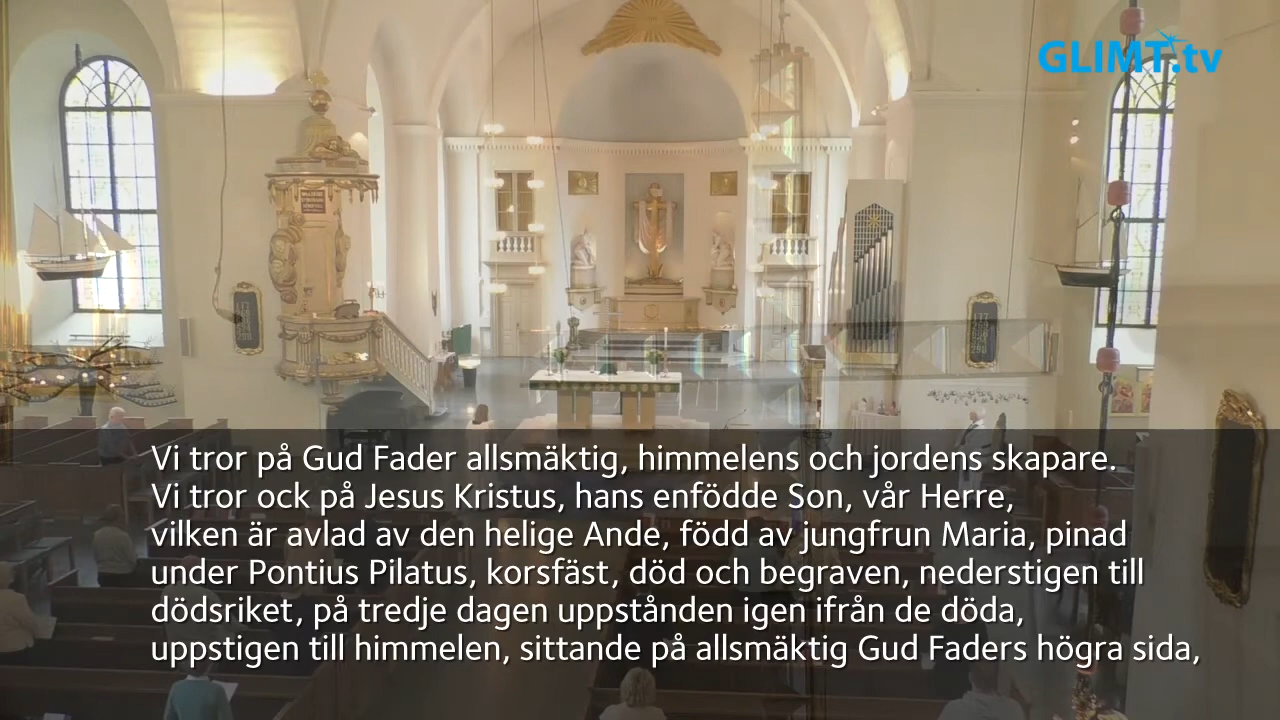 GLIMT.tv
Vi tror på Gud Fader allsmäktig, himmelens och jordens skapare.
Vi tror ock på Jesus Kristus, hans enfödde Son, vår Herre,
vilken är avlad av den helige Ande, född av jungfrun Maria, pinad
under Pontius Pilatus, korsfäst, död och begraven, nederstigen till
dödsriket, på tredje dagen uppstånden igen ifrån de döda,
uppstigen till himmelen, sittande på allsmäktig Gud Faders högra sida,